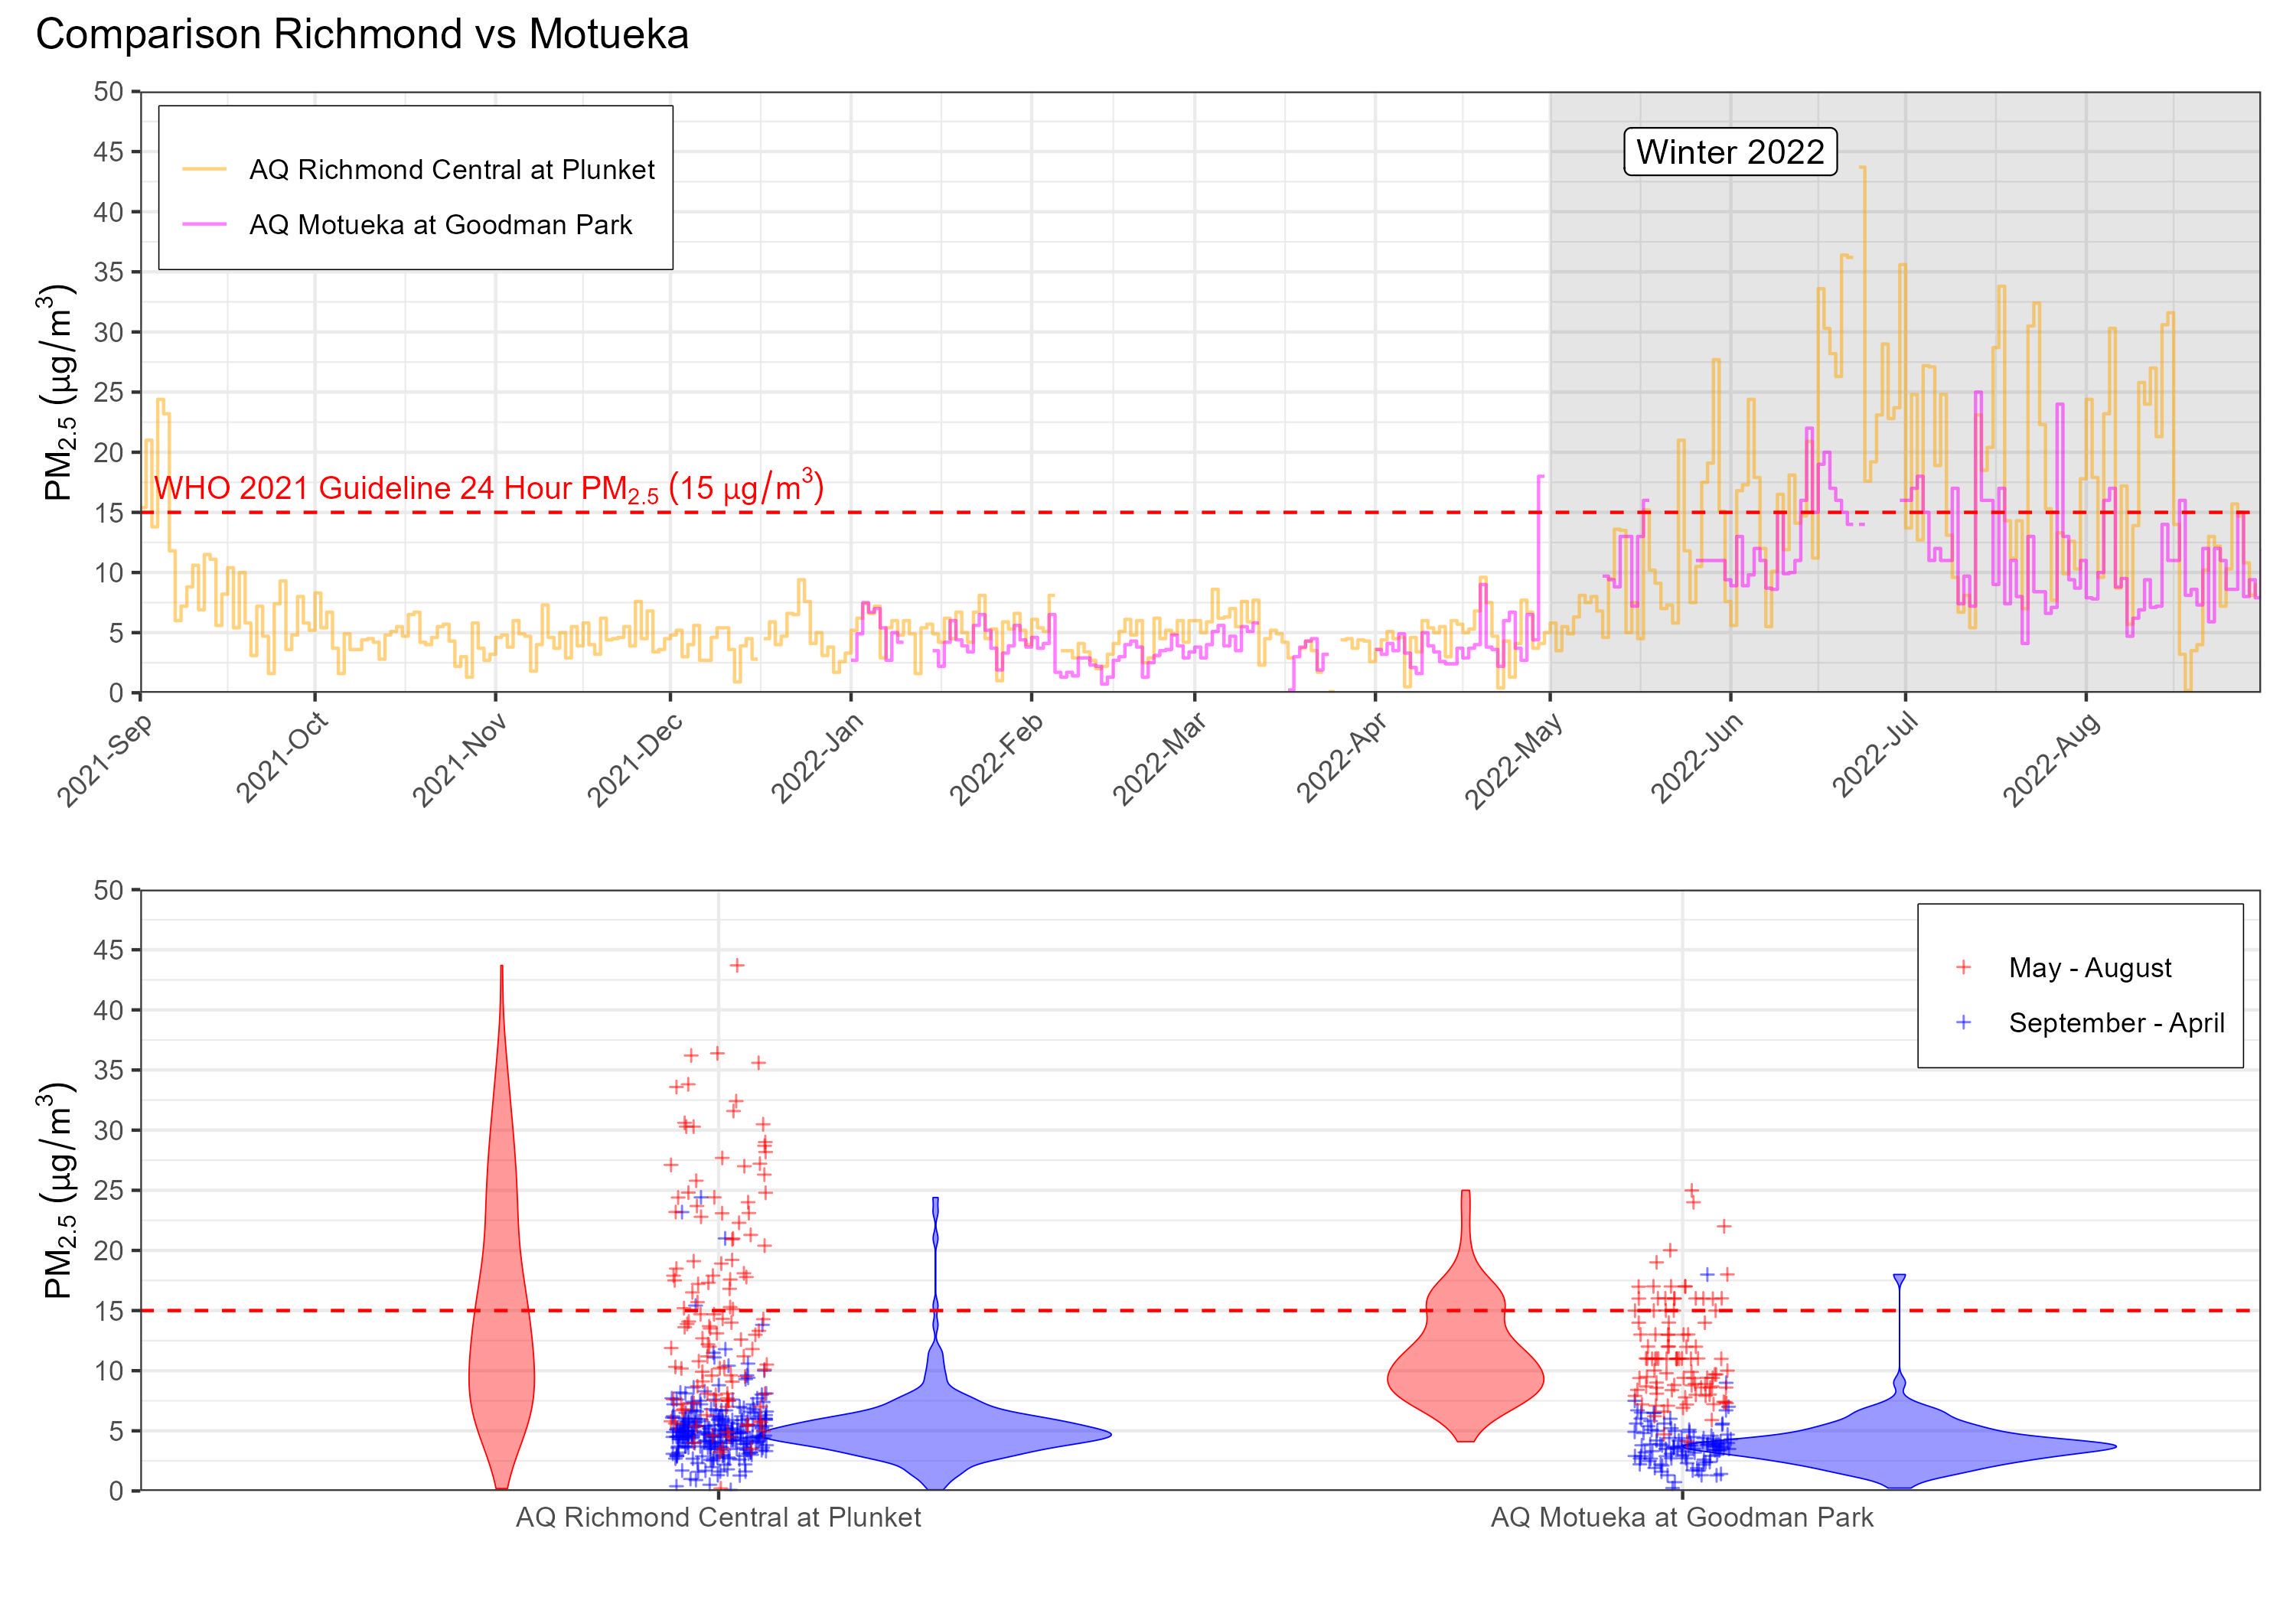 Comparison Richmond vs Motueka
50
45
40
35
30
25
20
15
10
5
0
PM2.5 (µg/m³)
AQ Richmond Central at Plunket
AQ Motueka at Goodman Park
Winter 2022
WHO 2021 Guideline 24 Hour PM2.5 (15 µg/m³)
2021-Sep
2021-Oct
2021-Nov
2021-Dec
2022-Jan
2022-Feb
2022-Mar
2022-Apr
2022-May
2022-Jun
2022-Jul
2022-Aug
50
45
40
35
30
25
20
15
10
5
0
PM2.5 (µg/m³)
May - August
September - April
AQ Richmond Central at Plunket
AQ Motueka at Goodman Park